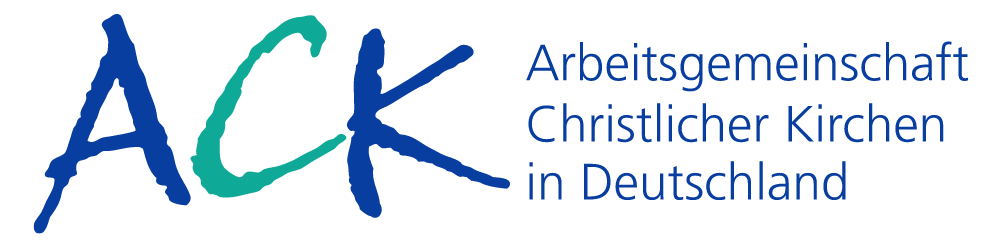 ACK
Arbeitsgemeinschaft
Christlicher Kirchen
in Deutschland